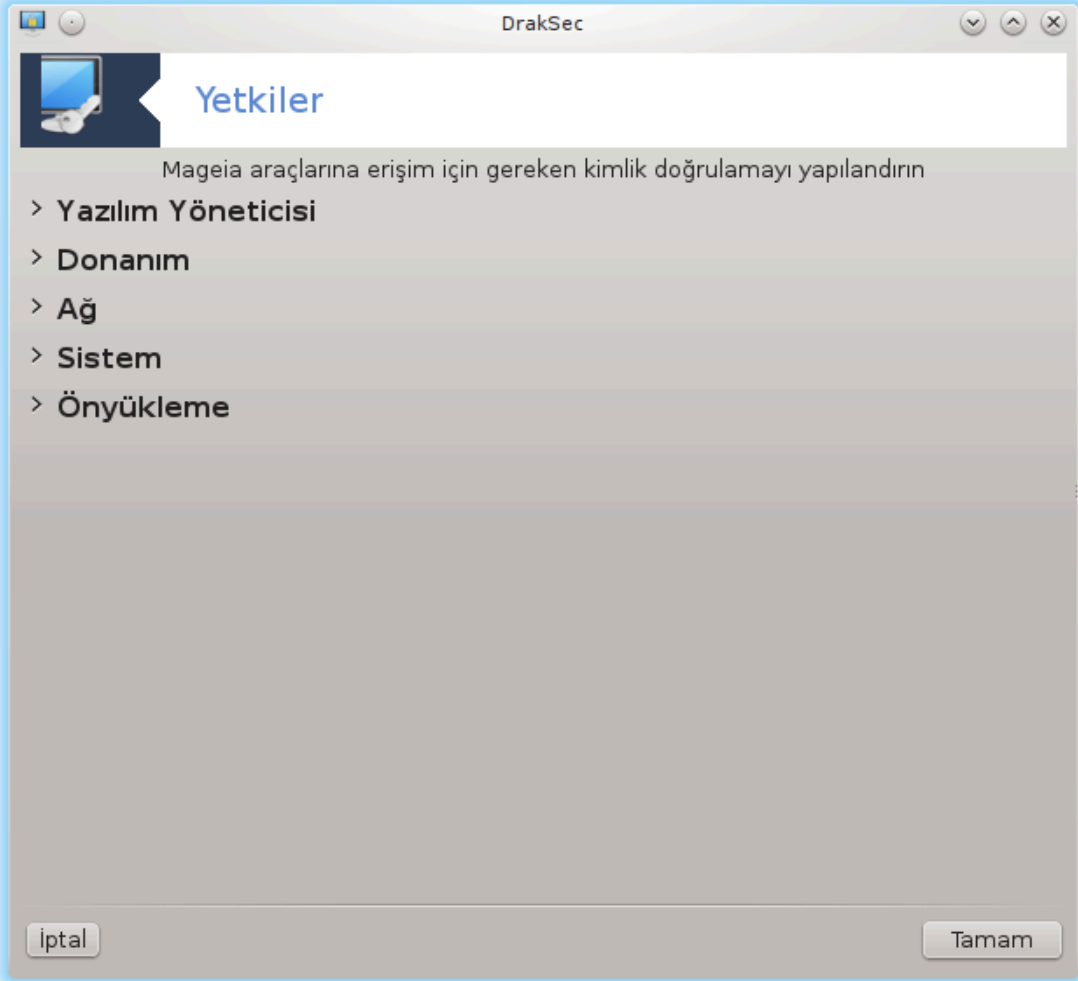 DrakSec
Yetkiler
Mageia araçlarına erişim için gereken kimlik doğrulamayı yapılandırın
Yazılım Yöneticisi
Donanım
Ağ
Sistem
Önyükleme
İptal
Tamam